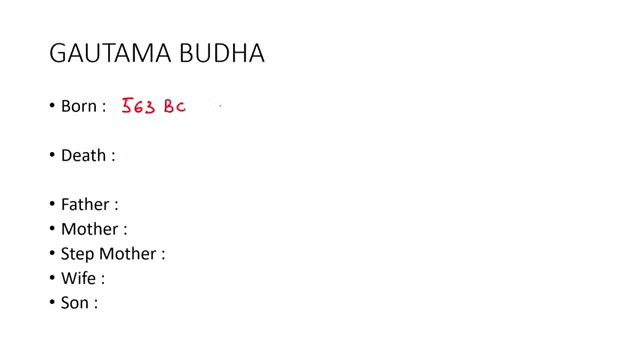 GAUTAMA BUDHA
• Born : 563 BC
• Death :
• Father :
• Mother :
• Step Mother :
• Wife :
• Son :